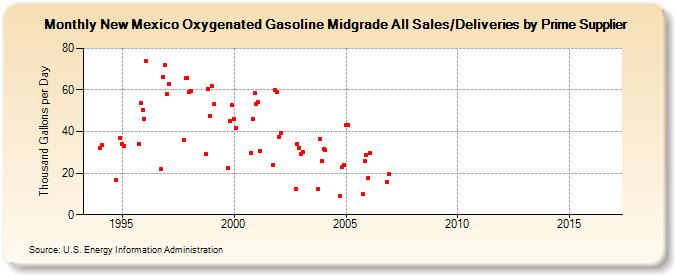 Monthly New Mexico Oxygenated Gasoline Midgrade All Sales/Deliveries by Prime Supplier
Thousand Gallons per Day
80
60
40
20
0
1995 2000 2005 2010 2015
Source: U.S. Energy Information Administration